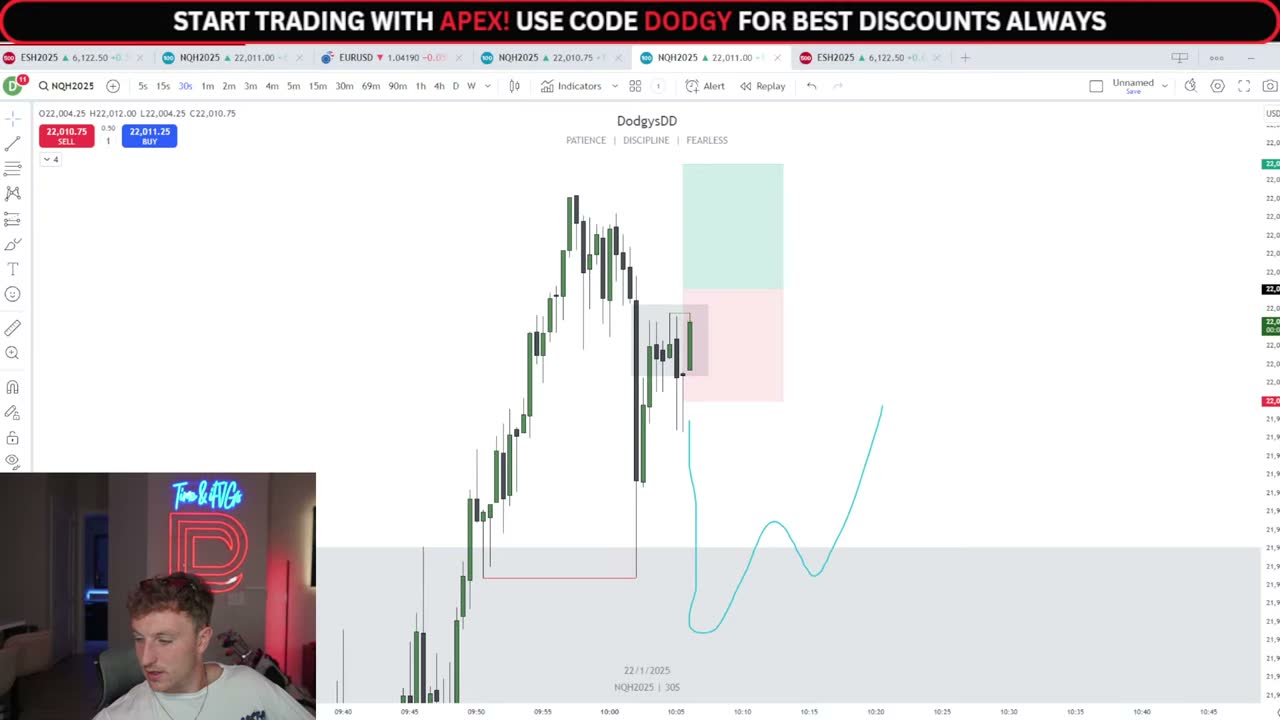 START TRADING WITH APEX! USE CODE DODGY FOR BEST DISCOUNTS ALWAYS
ESH2025 ▲ 6,122.50 NQH2025 ▲ 22,011.00 EURUSD ▼ 1.04190 NQH2025 ▲ 22,010.75 NQH2025 ▲ 22,011.00 ESH2025 ▲ 6,122.50
D 11 NQH2025 5s 15s 30s 1m 2m 3m 4m 5m 15m 30m 69m 90m 1h 4h D W Indicators 1 Alert Replay Unnamed
Save
O22,004.25 H22,012.00 L22,004.25 C22,010.75
USD
22,010.75 SELL
0.50
1
22,011.25 BUY
4
DodgysDD
PATIENCE | DISCIPLINE | FEARLESS
Time & iFVGs
22/1/2025
NQH2025 | 30S
09:40 09:45 09:50 09:55 10:00 10:05 10:10 10:15 10:20 10:25 10:30 10:35 10:40 10:45